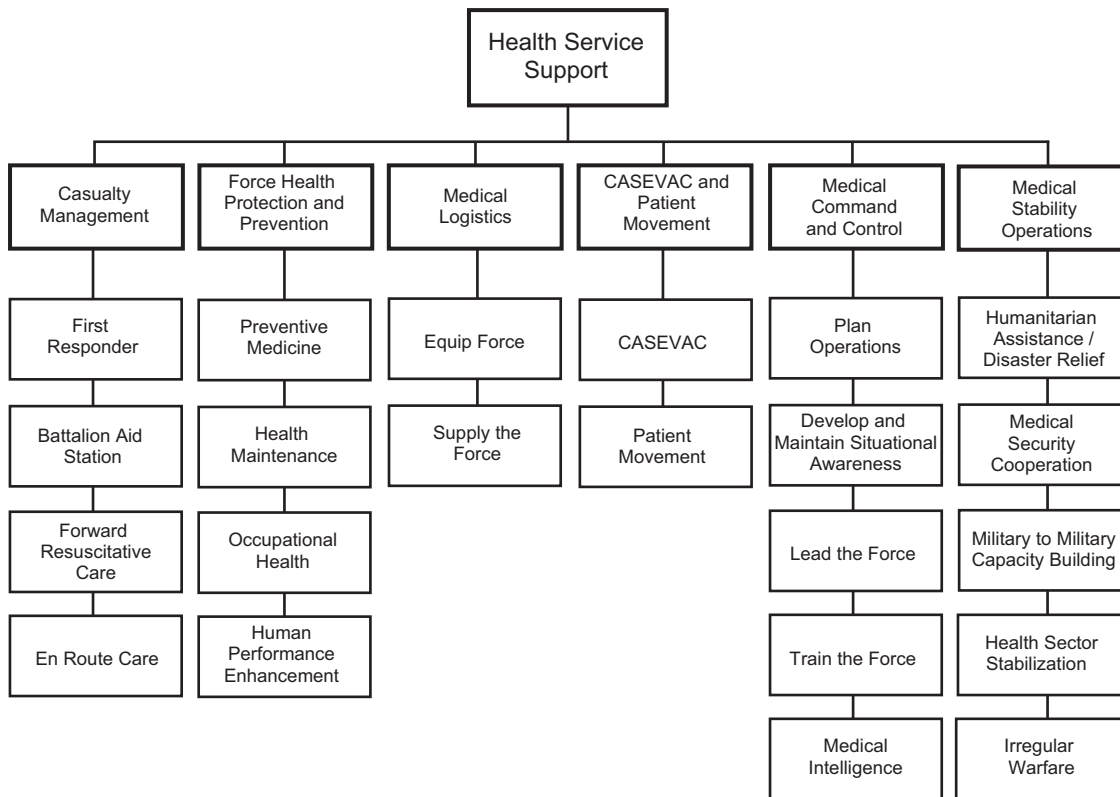 Health Service
Support
Casualty
Management
Force Health
Protection and
Prevention
Medical
Logistics
CASEVAC and
Patient
Movement
Medical
Command
and Control
Medical
Stability
Operations
First
Responder
Preventive
Medicine
Equip Force
CASEVAC
Plan
Operations
Humanitarian
Assistance /
Disaster Relief
Battalion Aid
Station
Health
Maintenance
Supply the
Force
Patient
Movement
Develop and
Maintain Situational
Awareness
Medical
Security
Cooperation
Forward
Resuscitative
Care
Occupational
Health
Lead the Force
Military to Military
Capacity Building
En Route Care
Human
Performance
Enhancement
Train the Force
Health Sector
Stabilization
Medical
Intelligence
Irregular
Warfare